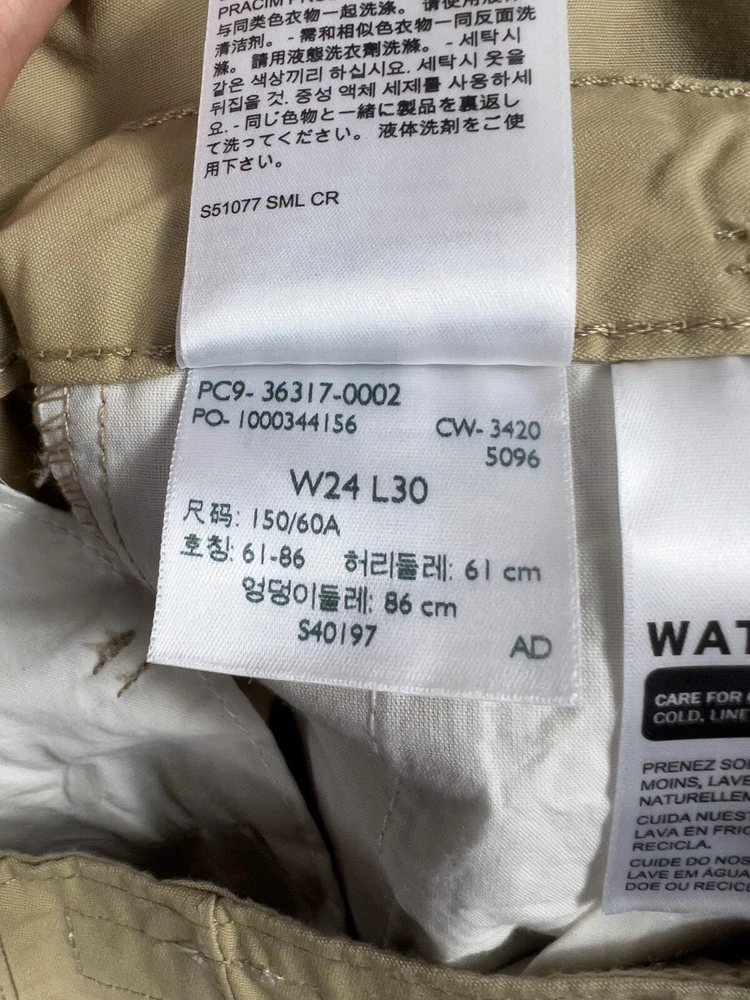 与同类色衣物一起洗涤。 请使用液体
清洁剂。 - 需和相似色衣物一同反面洗
滌。 請用液態洗衣劑洗滌。 - 세탁시
같은 색상끼리 하십시요. 세탁시 옷을
뒤집을 것. 중성 액체 세제를 사용하세
요. - 同じ色物と一緒に製品を裏返し
て洗ってください。 液体洗剤をご使
用下さい。
S51077 SML CR
PC9- 36317-0002
PO- 1000344156 CW- 3420
5096
W24 L30
尺码: 150/60A
호칭: 61-86 허리둘레: 61 cm
엉덩이둘레: 86 cm
S40197 AD
WAT
CARE FOR
COLD. LINE
PRENEZ SOI
MOINS, LAVE
NATURELLEM
CUIDA NUEST
LAVA EN FRÍO
RECICLA.
CUIDE DO NOS
LAVE EM ÁGUA
DOE OU RECICL